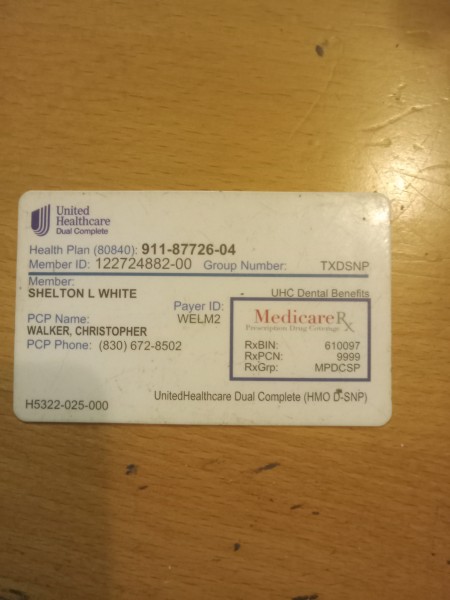 United
Healthcare
Dual Complete
Health Plan (80840): 911-87726-04
Member ID: 122724882-00 Group Number: TXDSNP
Member:
SHELTON L WHITE
UHC Dental Benefits
Payer ID:
WELM2
PCP Name:
WALKER, CHRISTOPHER
PCP Phone: (830) 672-8502
MedicareRx
Prescription Drug Coverage
RxBIN: 610097
RxPCN: 9999
RxGrp: MPDCSP
H5322-025-000
UnitedHealthcare Dual Complete (HMO D-SNP)